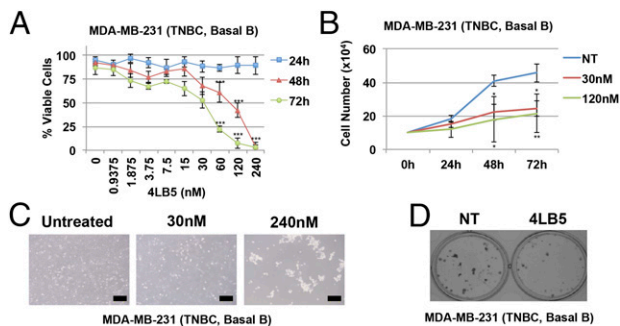 A
MDA-MB-231 (TNBC, Basal B)
% Viable Cells
100
75
50
25
0
0
0.9375
1.875
3.75
7.5
15
30
60
120
240
4LB5 (nM)
24h
48h
72h
***
***
***
***
***
B
MDA-MB-231 (TNBC, Basal B)
Cell Number (x10⁴)
60
40
20
0
0h
24h
48h
72h
NT
30nM
120nM
*
*
*
**
C
Untreated
30nM
240nM
MDA-MB-231 (TNBC, Basal B)
D
NT
4LB5
MDA-MB-231 (TNBC, Basal B)